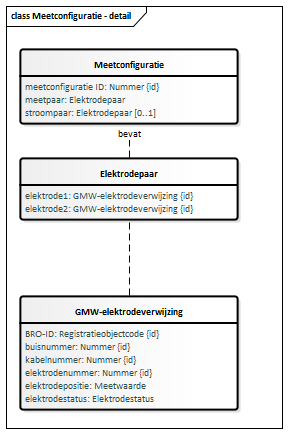 class Meetconfiguratie - detail
Meetconfiguratie
meetconfiguratie ID: Nummer {id}
meetpaar: Elektrodepaar
stroompaar: Elektrodepaar [0..1]
bevat
Elektrodepaar
elektrode1: GMW-elektrodeverwijzing {id}
elektrode2: GMW-elektrodeverwijzing {id}
GMW-elektrodeverwijzing
BRO-ID: Registratieobjectcode {id}
buisnummer: Nummer {id}
kabelnummer: Nummer {id}
elektrodenummer: Nummer {id}
elektrodepositie: Meetwaarde
elektrodestatus: Elektrodestatus